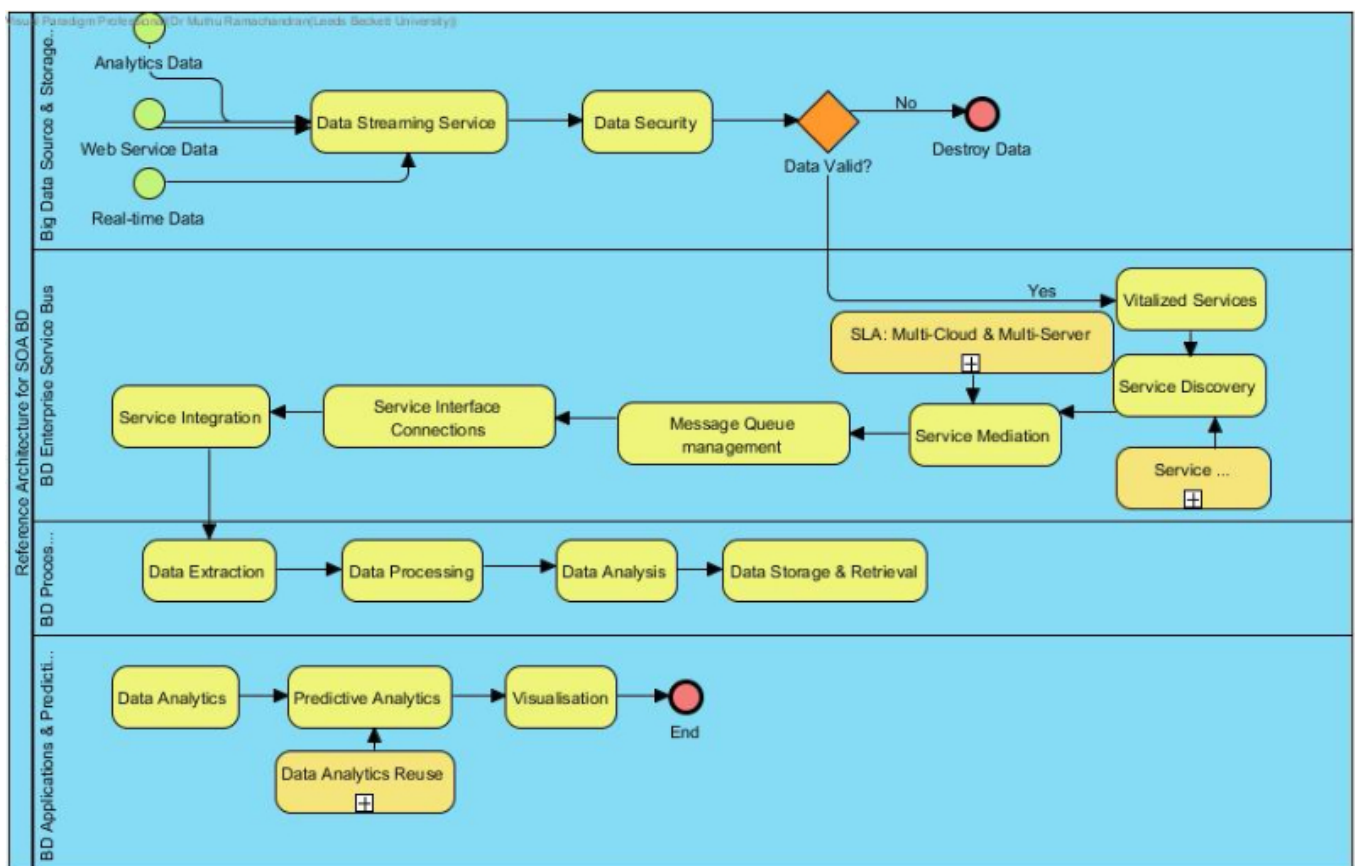 Visual Paradigm Professional(Dr Muthu Ramachandran(Leeds Beckett University))
Reference Architecture for SOA BD
Big Data Source & Storage...
Analytics Data
Web Service Data
Real-time Data
Data Streaming Service
Data Security
Data Valid?
No
Destroy Data
BD Enterprise Service Bus
Yes
Vitalized Services
SLA: Multi-Cloud & Multi-Server
Service Discovery
Service ...
Service Mediation
Message Queue
management
Service Interface
Connections
Service Integration
BD Proces...
Data Extraction
Data Processing
Data Analysis
Data Storage & Retrieval
BD Applications & Predicti...
Data Analytics
Predictive Analytics
Visualisation
End
Data Analytics Reuse